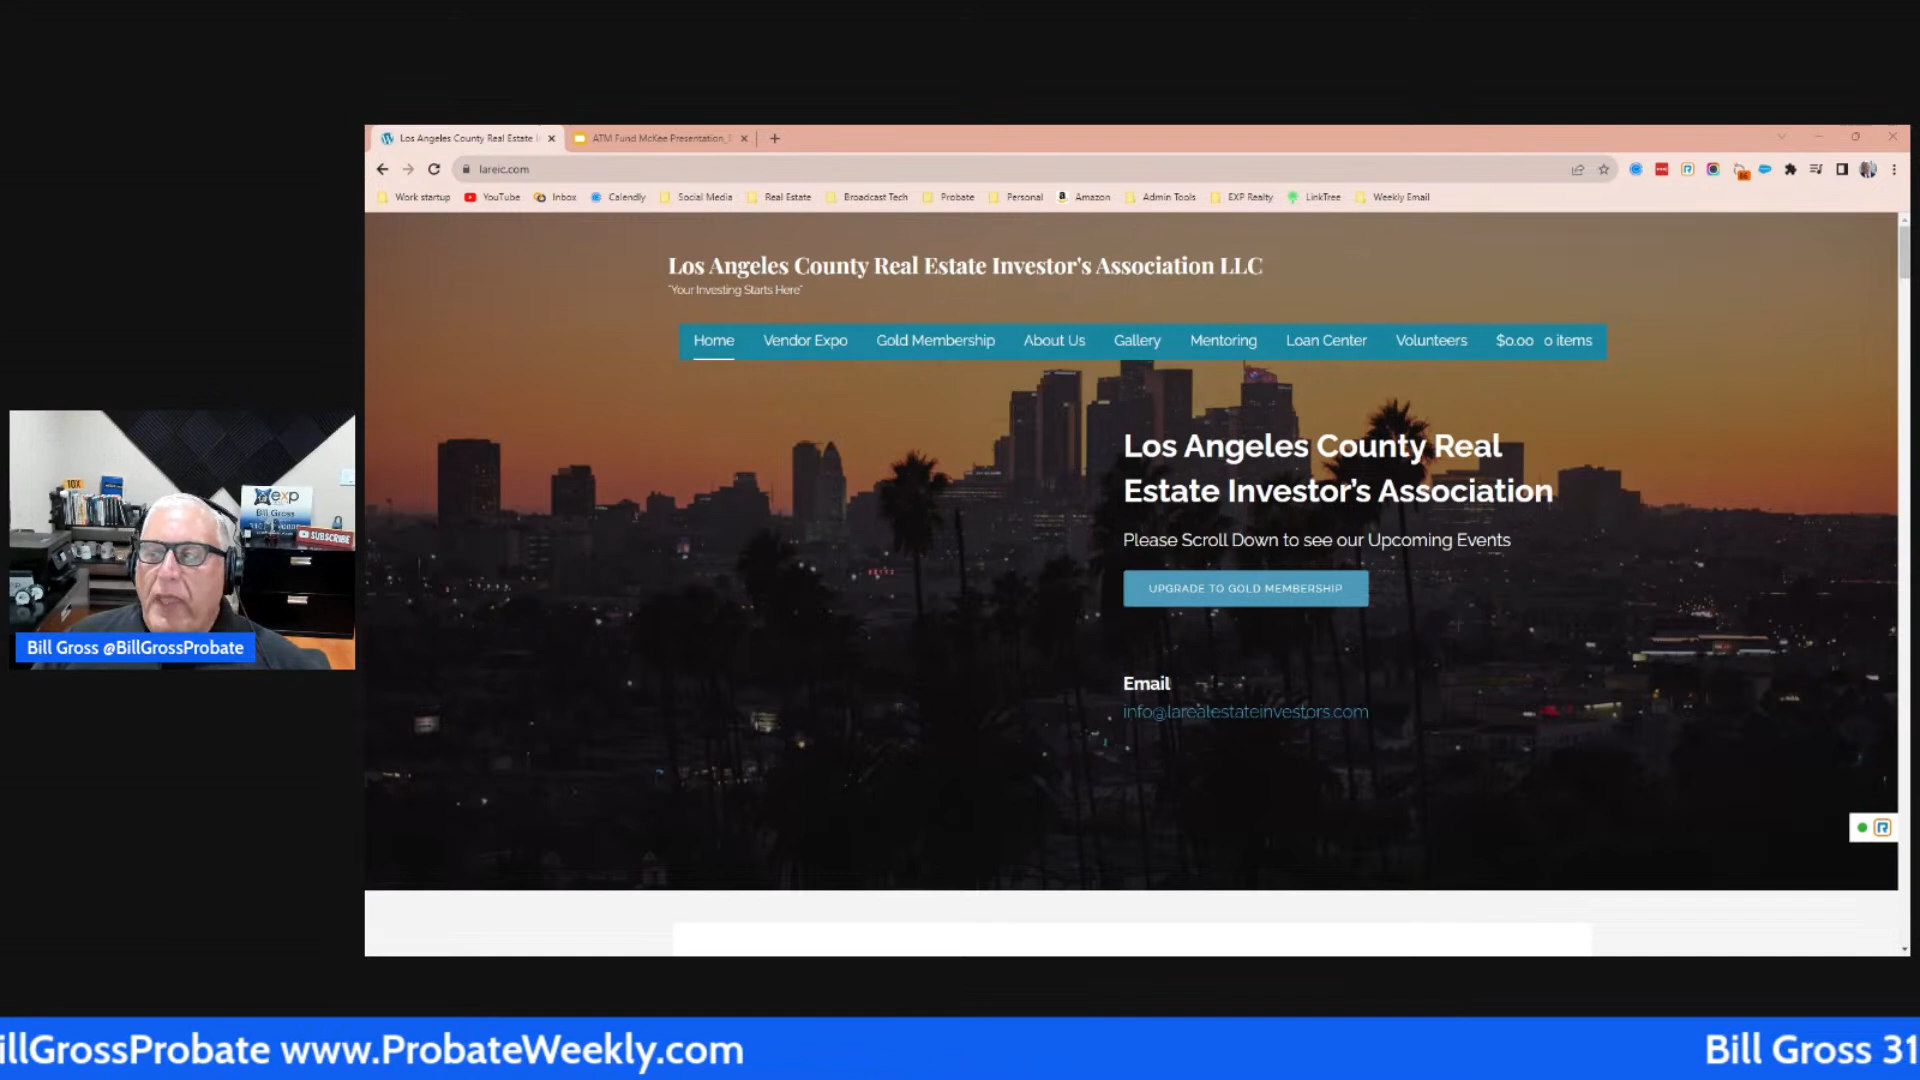 Los Angeles County Real Estate I
ATM Fund McKee Presentation_
lareic.com
Work startup
YouTube
Inbox
Calendly
Social Media
Real Estate
Broadcast Tech
Probate
Personal
Amazon
Admin Tools
EXP Realty
LinkTree
Weekly Email
Los Angeles County Real Estate Investor's Association LLC
"Your Investing Starts Here"
Home Vendor Expo Gold Membership About Us Gallery Mentoring Loan Center Volunteers $0.00 0 items
Los Angeles County Real
Estate Investor's Association
Please Scroll Down to see our Upcoming Events
UPGRADE TO GOLD MEMBERSHIP
Email
info@larealestateinvestors.com
10X
exp
Bill Gross
SUBSCRIBE
Bill Gross @BillGrossProbate
illGrossProbate www.ProbateWeekly.com
Bill Gross 31